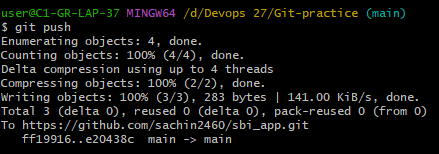 user@C1-GR-LAP-37 MINGW64 /d/Devops 27/Git-practice (main)
$ git push
Enumerating objects: 4, done.
Counting objects: 100% (4/4), done.
Delta compression using up to 4 threads
Compressing objects: 100% (2/2), done.
Writing objects: 100% (3/3), 283 bytes | 141.00 KiB/s, done.
Total 3 (delta 0), reused 0 (delta 0), pack-reused 0 (from 0)
To https://github.com/sachin2460/sbi_app.git
   ff19916..e20438c  main -> main